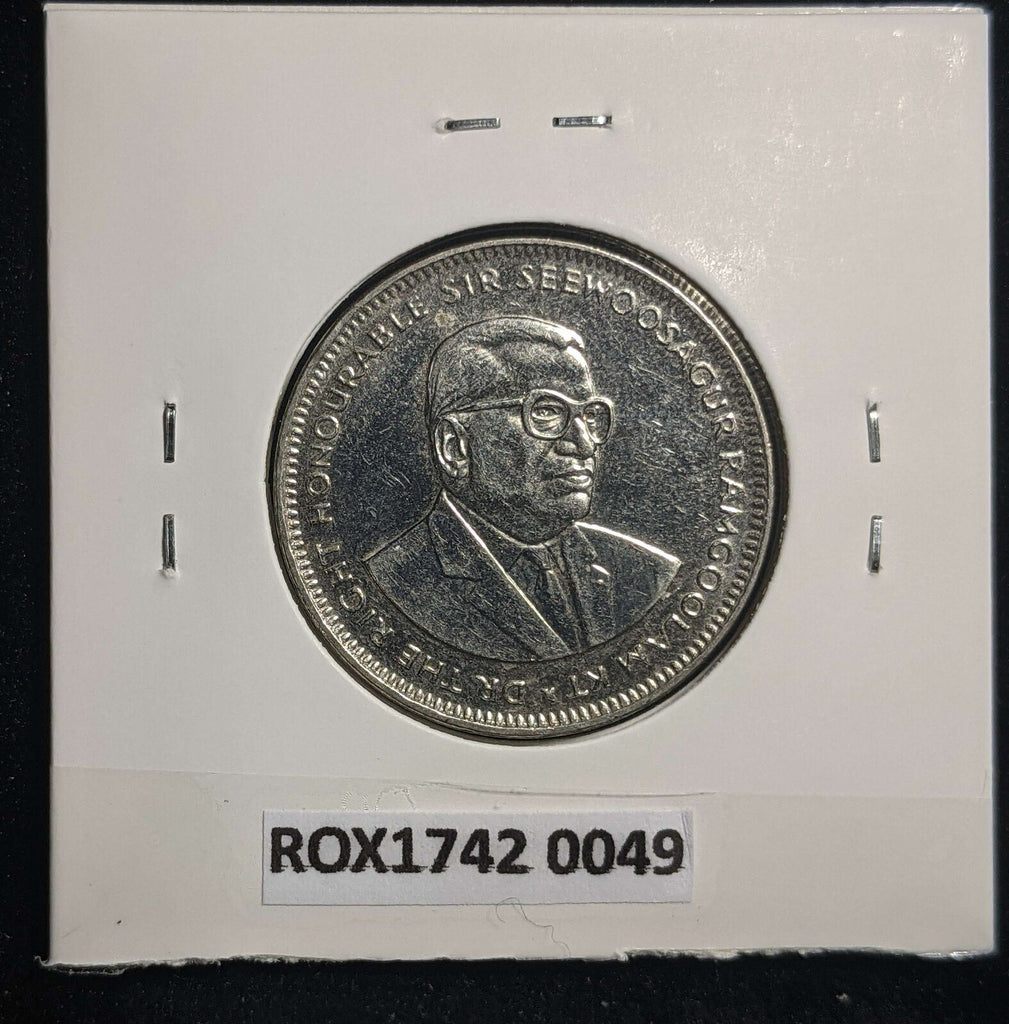 DR THE RIGHT HONOURABLE SIR SEEWOOSAGUR RAMGOOLAM KT
ROX1742 0049